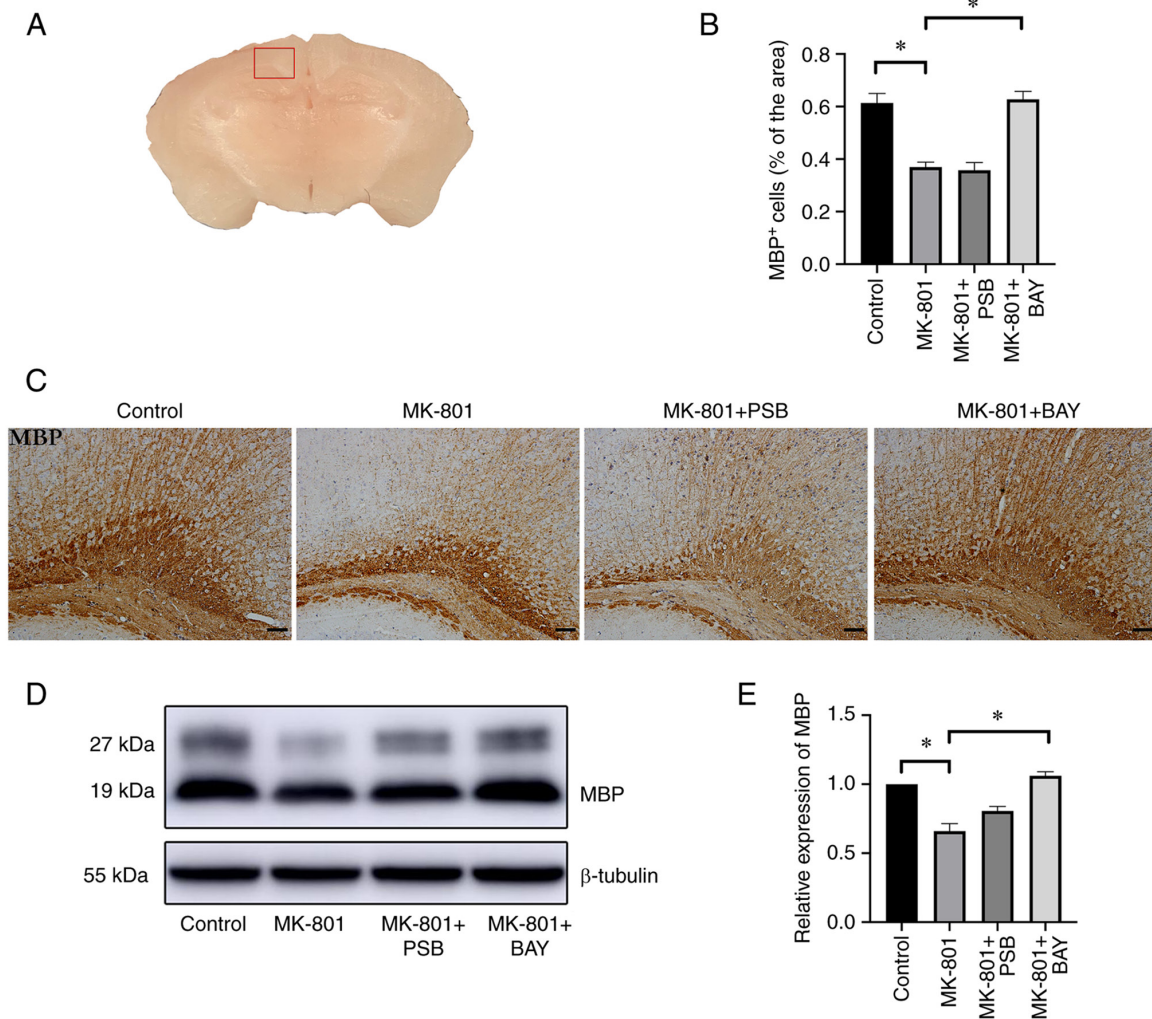 A
B
*
*
MBP⁺ cells (% of the area)
0.8
0.6
0.4
0.2
0.0
Control
MK-801
MK-801+
PSB
MK-801+
BAY
C
Control
MK-801
MK-801+PSB
MK-801+BAY
MBP
D
27 kDa
19 kDa
MBP
55 kDa
β-tubulin
Control
MK-801
MK-801+
PSB
MK-801+
BAY
E
Relative expression of MBP
1.5
1.0
0.5
0.0
*
*
Control
MK-801
MK-801+
PSB
MK-801+
BAY